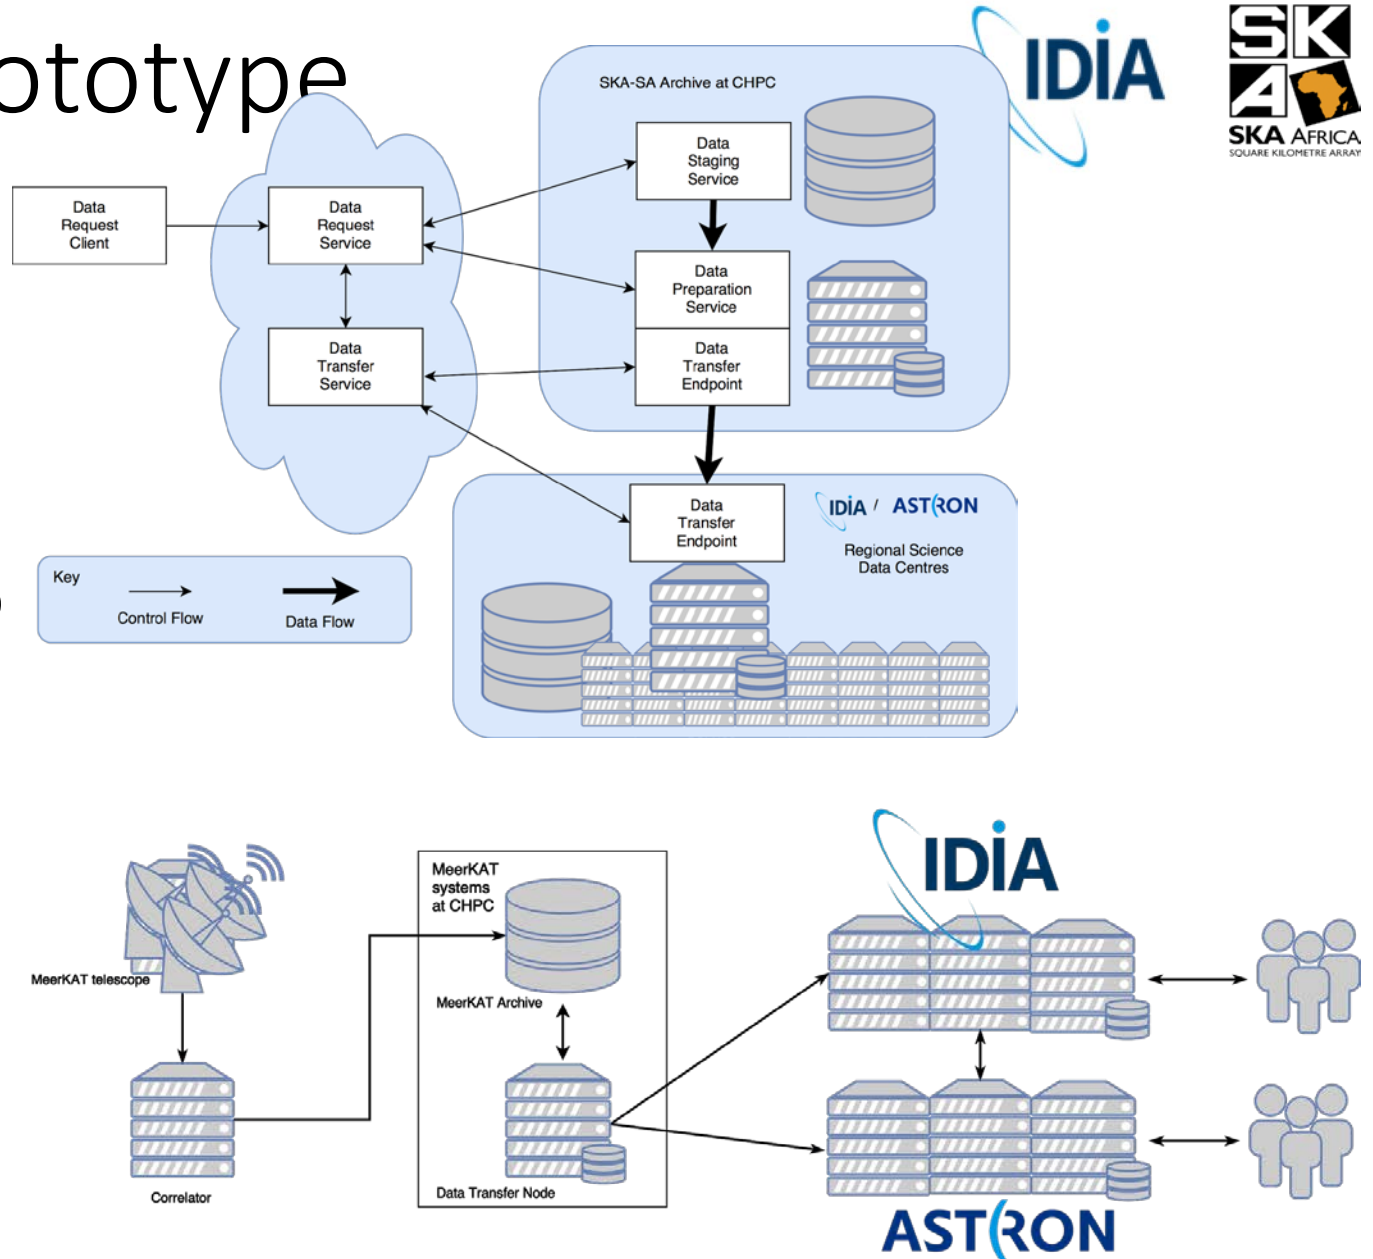 ototype
IDIA
SKA
SKA AFRICA
SQUARE KILOMETRE ARRAY
SKA-SA Archive at CHPC
Data
Request
Client
Data
Request
Service
Data
Staging
Service
Data
Preparation
Service
Data
Transfer
Service
Data
Transfer
Endpoint
Data
Transfer
Endpoint
IDIA / ASTRON
Regional Science
Data Centres
Key
Control Flow
Data Flow
IDIA
MeerKAT
systems
at CHPC
MeerKAT telescope
MeerKAT Archive
Correlator
Data Transfer Node
ASTRON